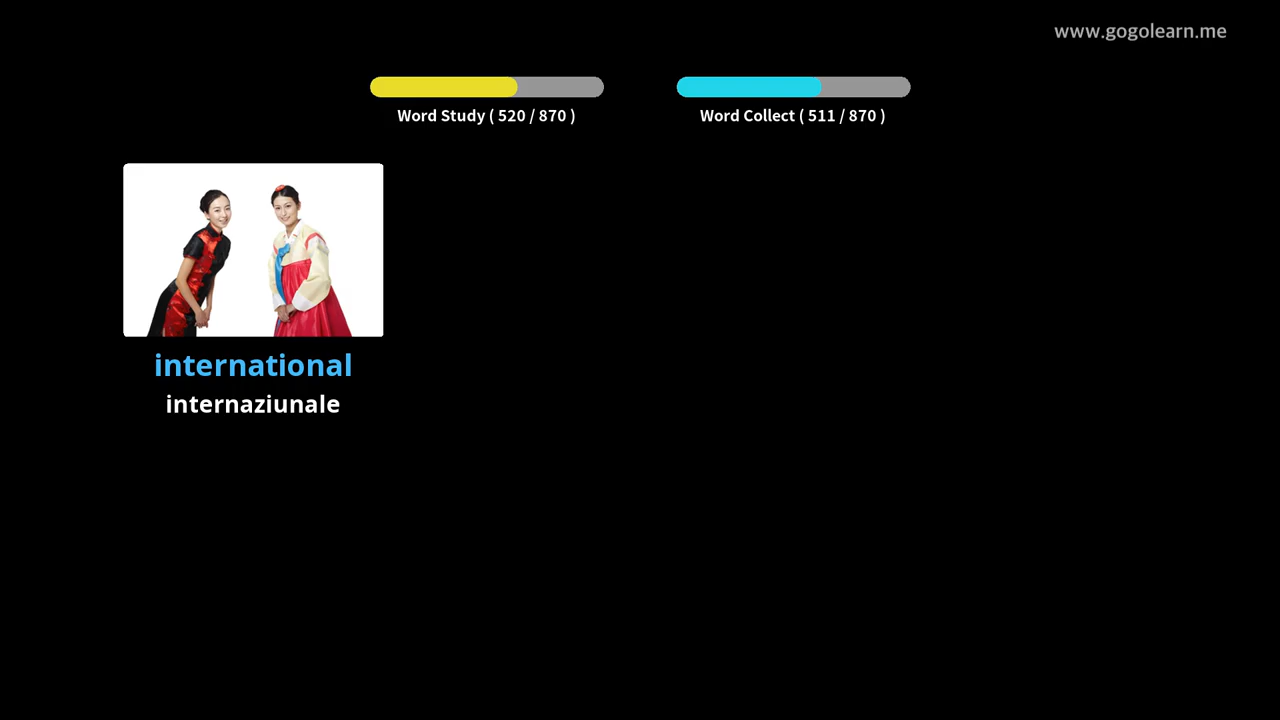 www.gogolearn.me
Word Study ( 520 / 870 )
Word Collect ( 511 / 870 )
international
internaziunale